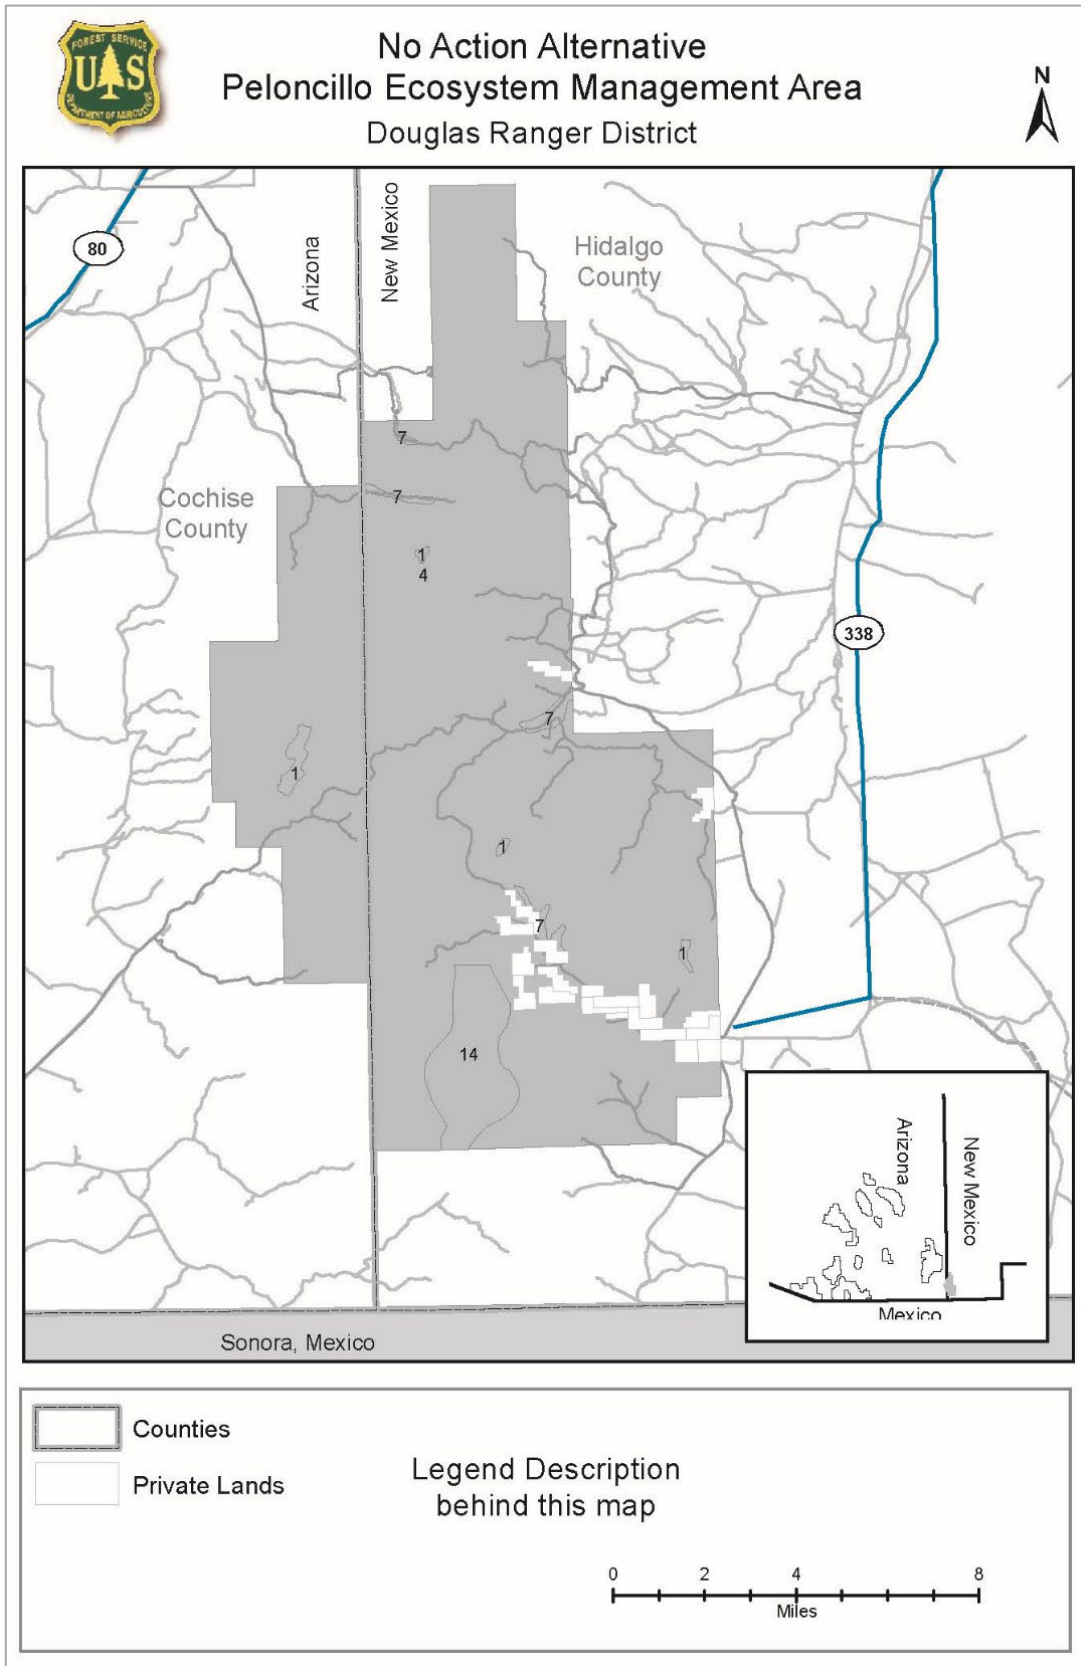 FOREST SERVICE
UAS
DEPARTMENT OF AGRICULTURE
No Action Alternative
Peloncillo Ecosystem Management Area
Douglas Ranger District
N
80
Arizona
New Mexico
Hidalgo
County
7
7
Cochise
County
1
4
338
7
1
1
7
1
14
Arizona
New Mexico
Mexico
Sonora, Mexico
Counties
Private Lands
Legend Description
behind this map
0 2 4 8
Miles